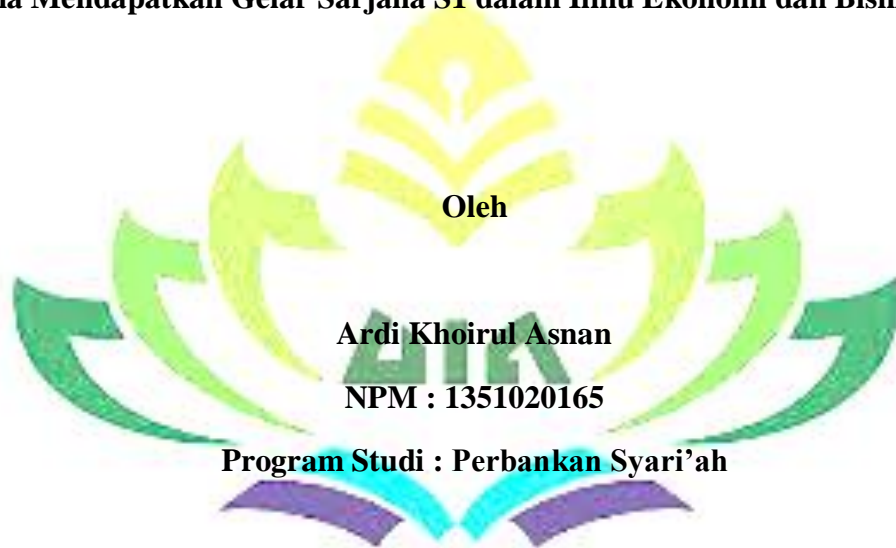 Mendapatkan Gelar Sarjana S1 dalam Ilmu Ekonomi dan
Oleh
Ardi Khoirul Asnan
NPM : 1351020165
Program Studi : Perbankan Syari’ah